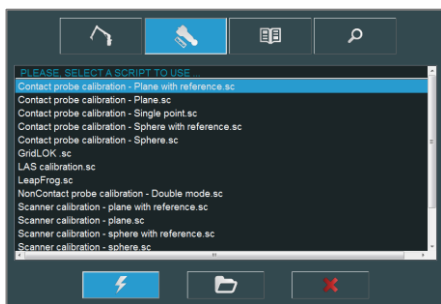 PLEASE, SELECT A SCRIPT TO USE ...
Contact probe calibration - Plane with reference.sc
Contact probe calibration - Plane.sc
Contact probe calibration - Single point.sc
Contact probe calibration - Sphere with reference.sc
Contact probe calibration - Sphere.sc
GridLOK .sc
LAS calibration.sc
LeapFrog.sc
NonContact probe calibration - Double mode.sc
Scanner calibration - plane with reference.sc
Scanner calibration - plane.sc
Scanner calibration - sphere with reference.sc
Scanner calibration - sphere.sc